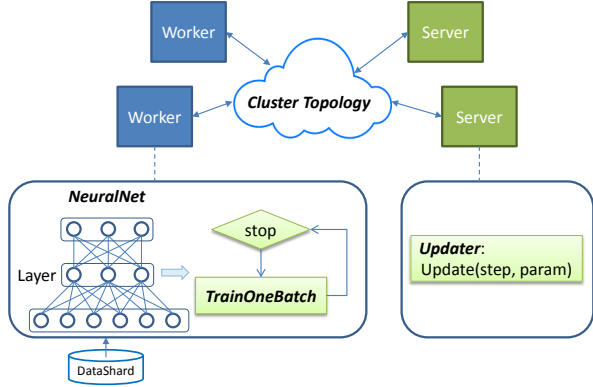 Worker
Server
Cluster Topology
Worker
Server
NeuralNet
stop
Layer
TrainOneBatch
Updater:
Update(step, param)
DataShard